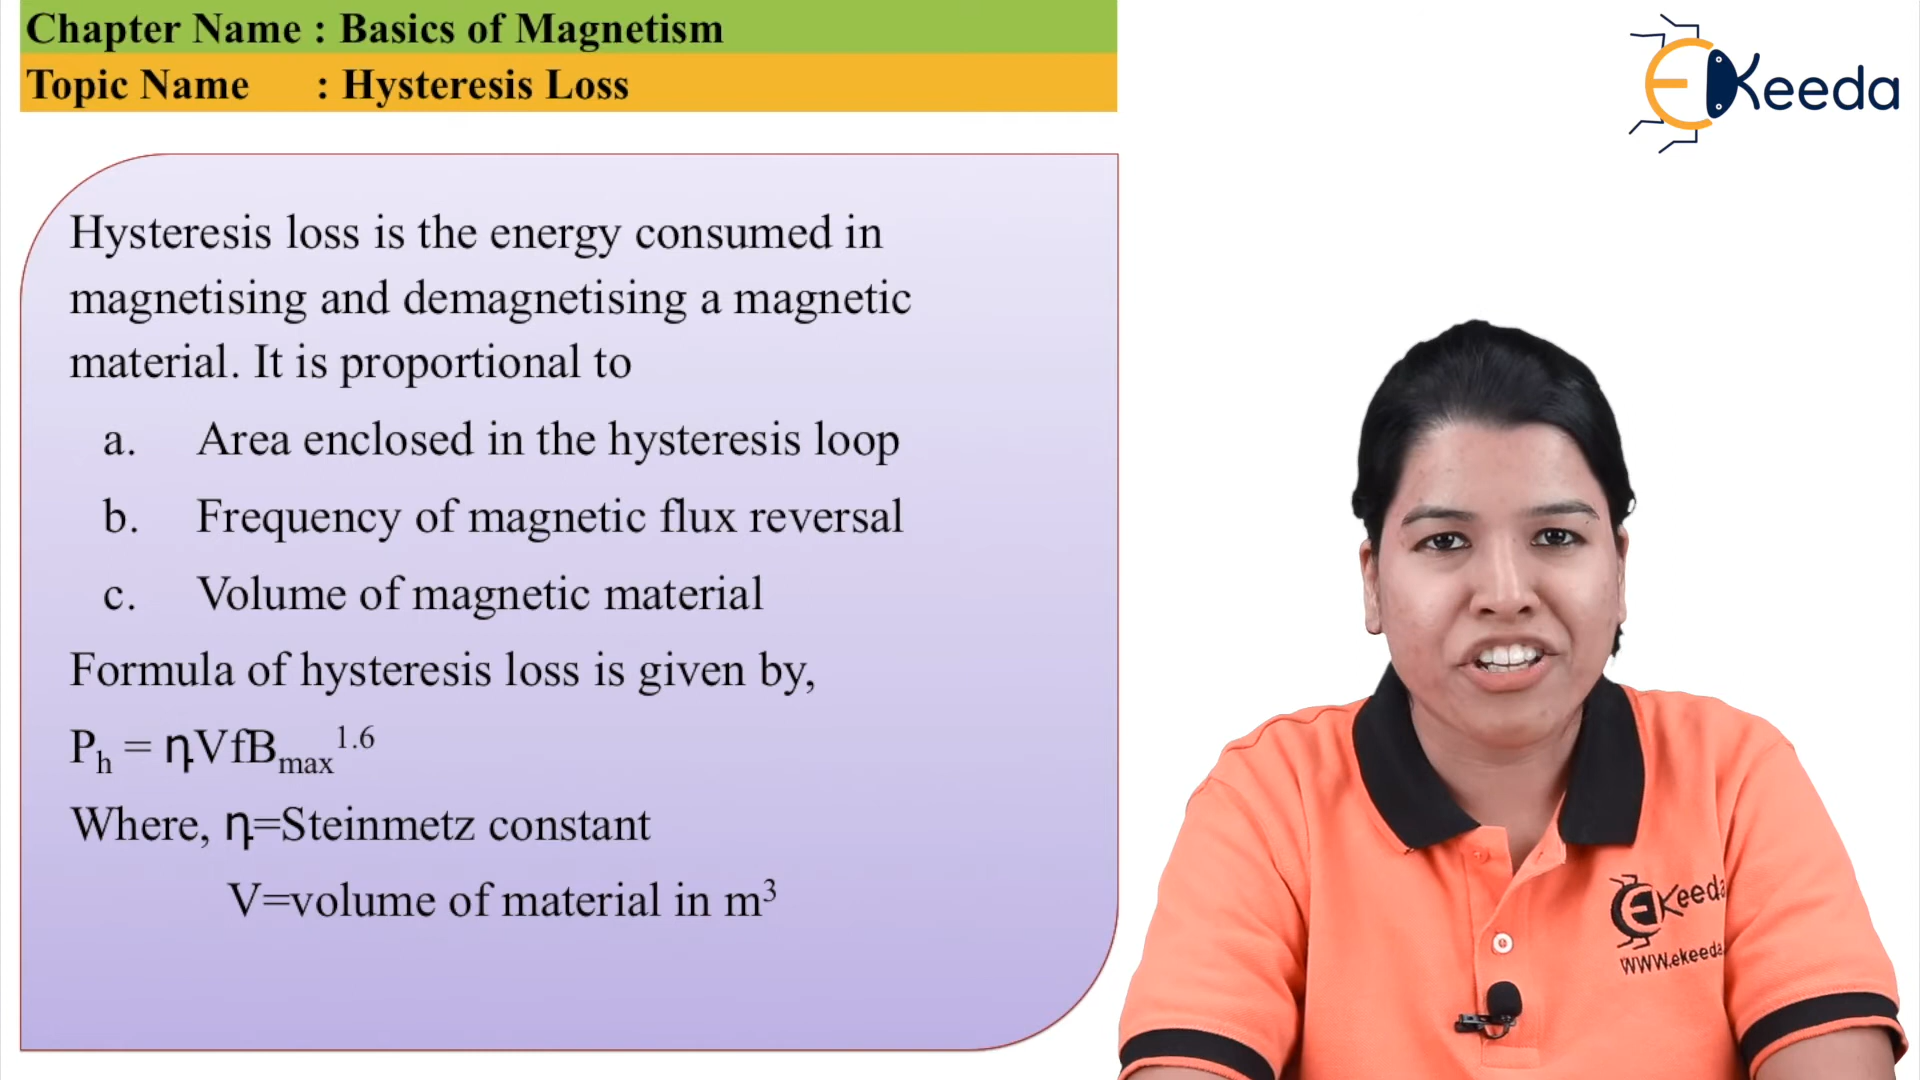 Chapter Name : Basics of Magnetism
Topic Name : Hysteresis Loss
EKeeda
Hysteresis loss is the energy consumed in
magnetising and demagnetising a magnetic
material. It is proportional to
a. Area enclosed in the hysteresis loop
b. Frequency of magnetic flux reversal
c. Volume of magnetic material
Formula of hysteresis loss is given by,
Pₕ = ηVfBmax¹·⁶
Where, η=Steinmetz constant
V=volume of material in m³
EKeeda
www.ekeeda.